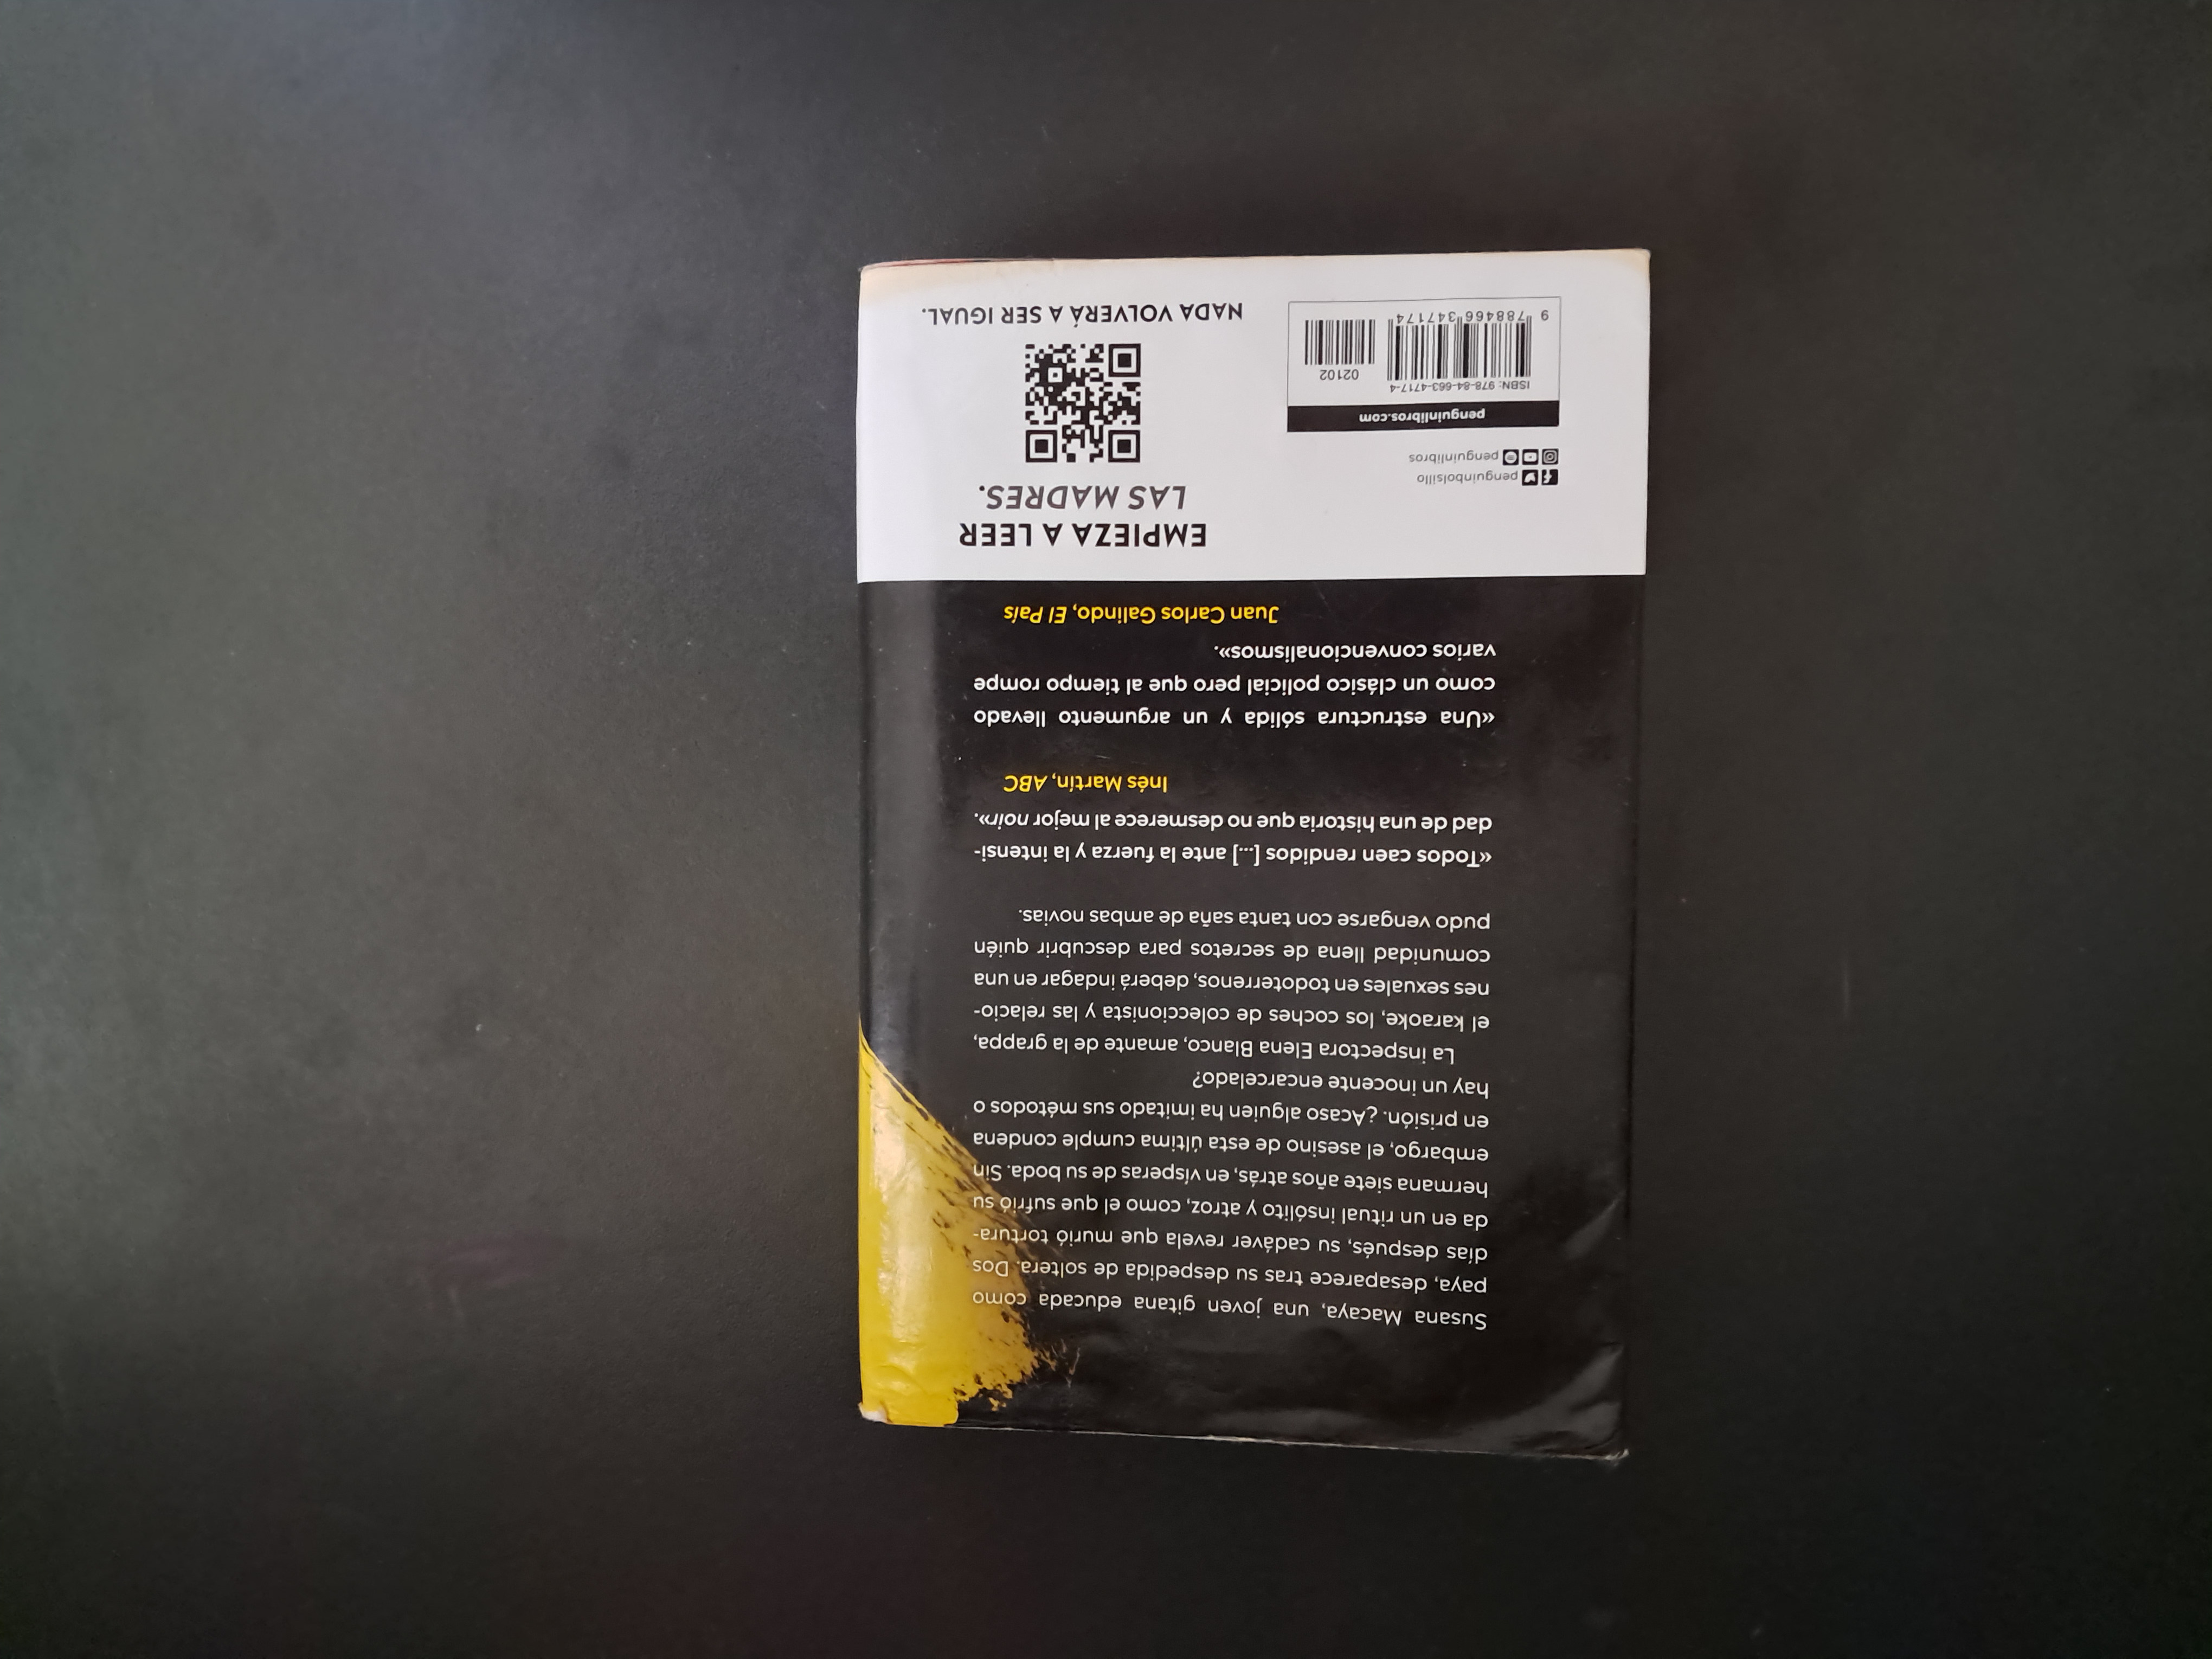 Susana Macaya, una joven gitana educada como
paya, desaparece tras su despedida de soltera. Dos
días después, su cadáver revela que murió tortura-
da en un ritual insólito y atroz, como el que sufrió su
hermana siete años atrás, en vísperas de su boda. Sin
embargo, el asesino de esta última cumple condena
en prisión. ¿Acaso alguien ha imitado sus métodos o
hay un inocente encarcelado?
La inspectora Elena Blanco, amante de la grappa,
el karaoke, los coches de coleccionista y las relacio-
nes sexuales en todoterrenos, deberá indagar en una
comunidad llena de secretos para descubrir quién
pudo vengarse con tanta saña de ambas novias.
«Todos caen rendidos [...] ante la fuerza y la intensi-
dad de una historia que no desmerece al mejor noir».
Inés Martín, ABC
«Una estructura sólida y un argumento llevado
como un clásico policial pero que al tiempo rompe
varios convencionalismos».
Juan Carlos Galindo, El País
penguinbolsillo
penguinlibros
penguinlibros.com
ISBN: 978-84-663-4717-4
02102
9 788466 347174
EMPIEZA A LEER
LAS MADRES.
NADA VOLVERÁ A SER IGUAL.